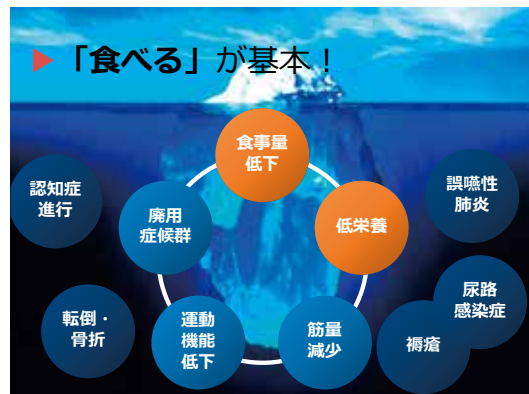 ▶「食べる」が基本！
食事量
低下
低栄養
筋量
減少
運動
機能
低下
廃用
症候群
認知症
進行
転倒・
骨折
誤嚥性
肺炎
尿路
感染症
褥瘡